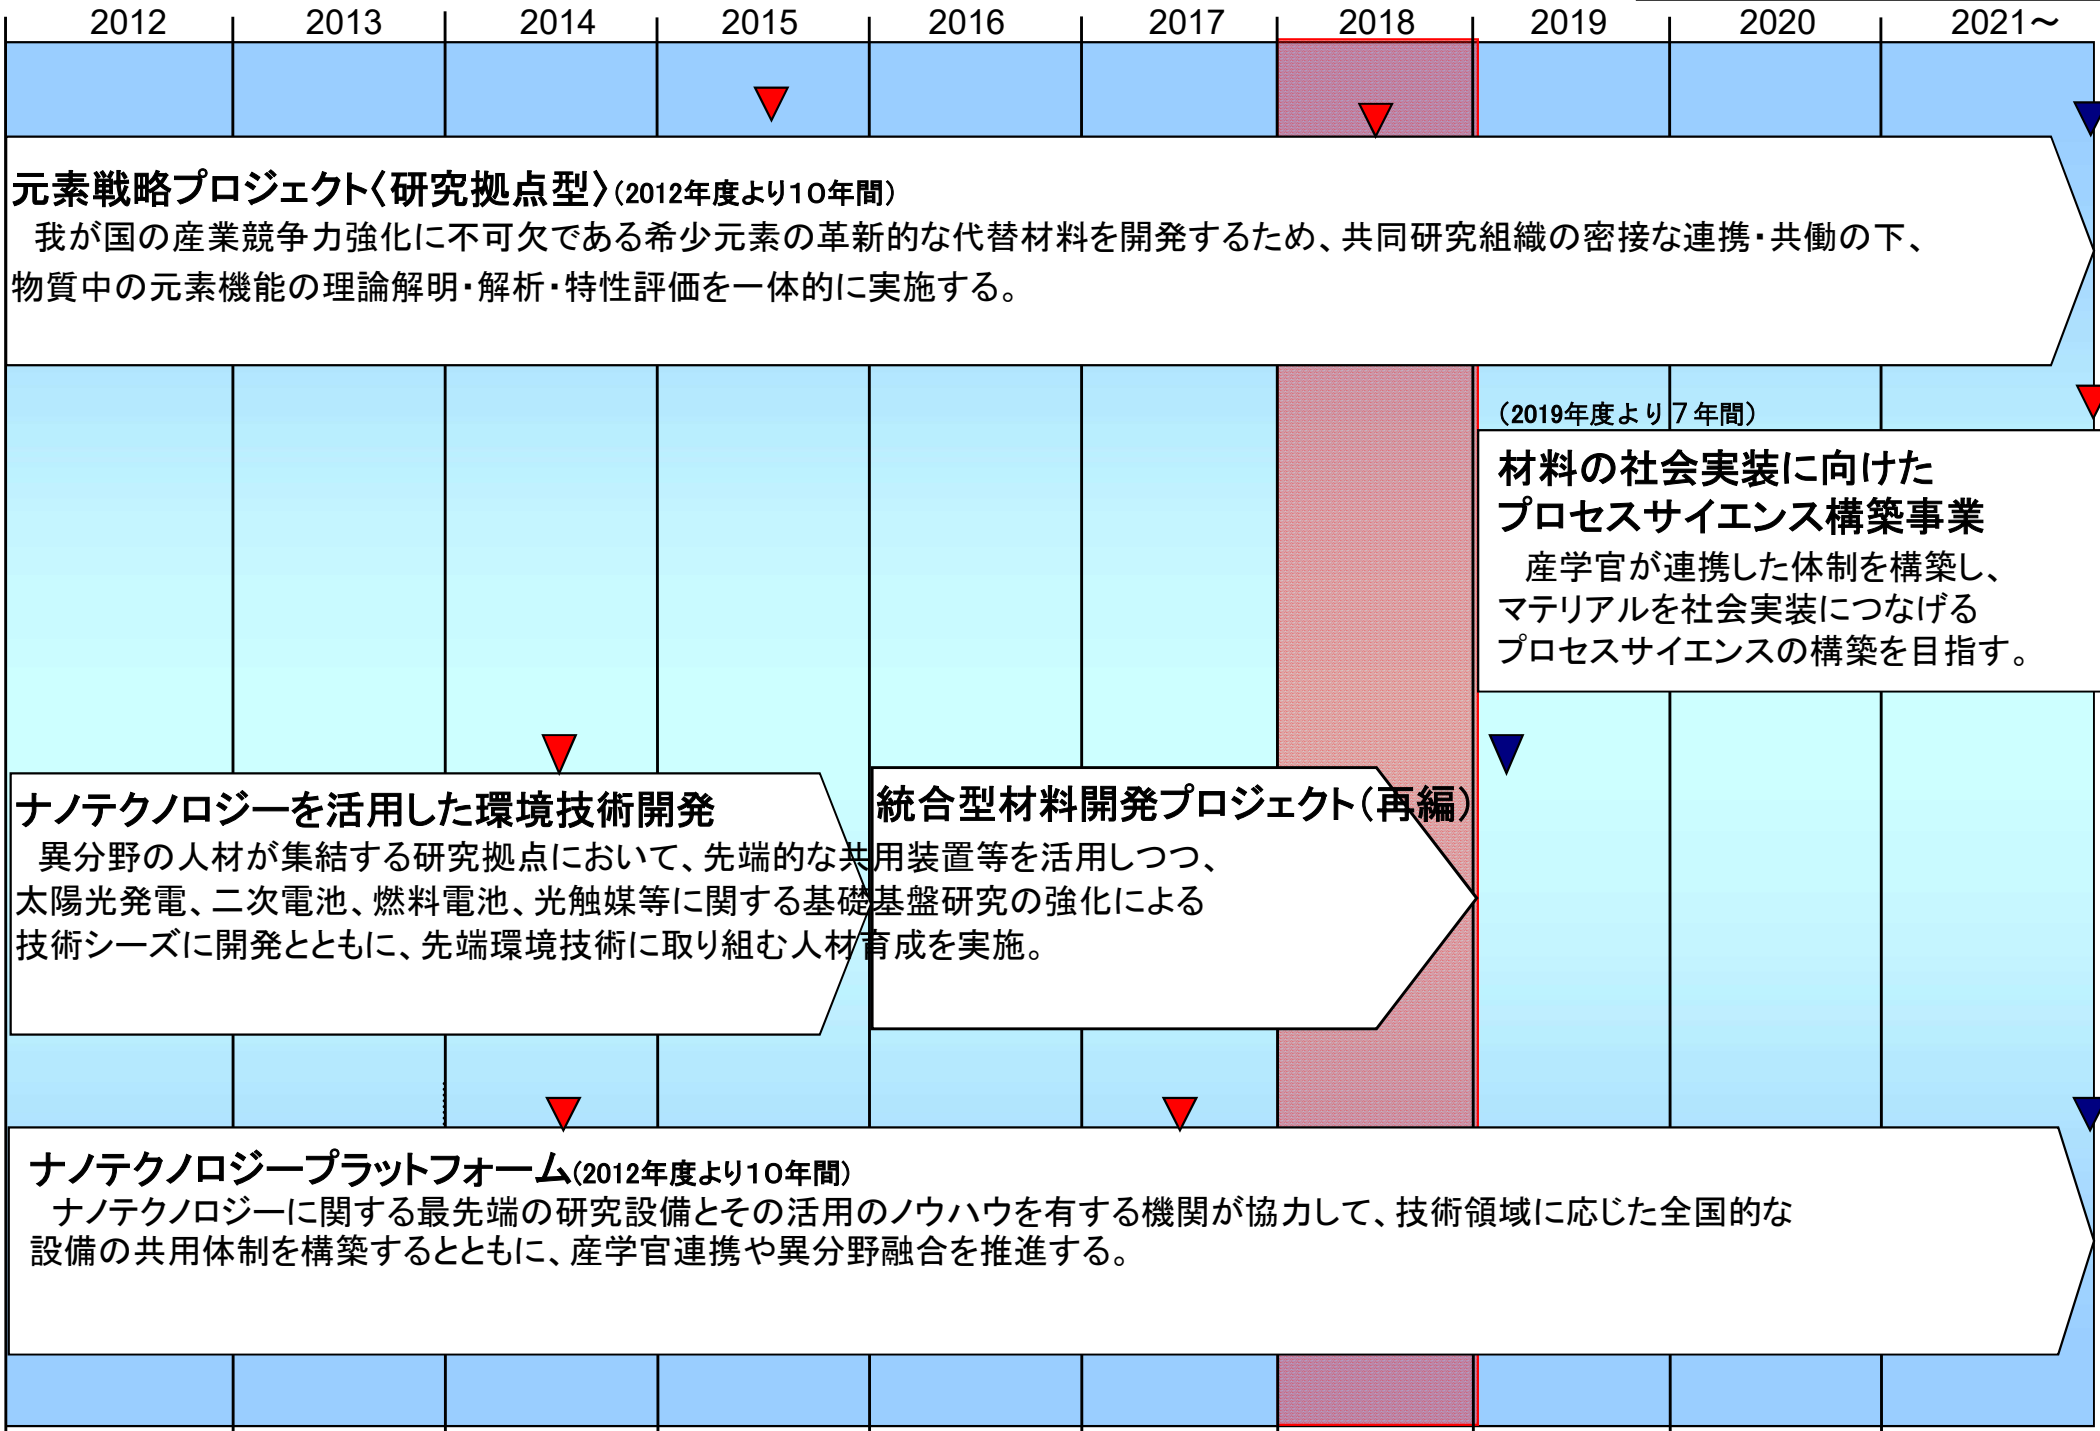 2012 2013 2014 2015 2016 2017 2018 2019 2020 2021～
元素戦略プロジェクト〈研究拠点型〉(2012年度より10年間)
我が国の産業競争力強化に不可欠である希少元素の革新的な代替材料を開発するため、共同研究組織の密接な連携・共働の下、
物質中の元素機能の理論解明・解析・特性評価を一体的に実施する。
(2019年度より７年間)
材料の社会実装に向けた
プロセスサイエンス構築事業
産学官が連携した体制を構築し、
マテリアルを社会実装につなげる
プロセスサイエンスの構築を目指す。
ナノテクノロジーを活用した環境技術開発
統合型材料開発プロジェクト(再編)
異分野の人材が集結する研究拠点において、先端的な共用装置等を活用しつつ、
太陽光発電、二次電池、燃料電池、光触媒等に関する基礎基盤研究の強化による
技術シーズに開発とともに、先端環境技術に取り組む人材育成を実施。
ナノテクノロジープラットフォーム(2012年度より10年間)
ナノテクノロジーに関する最先端の研究設備とその活用のノウハウを有する機関が協力して、技術領域に応じた全国的な
設備の共用体制を構築するとともに、産学官連携や異分野融合を推進する。